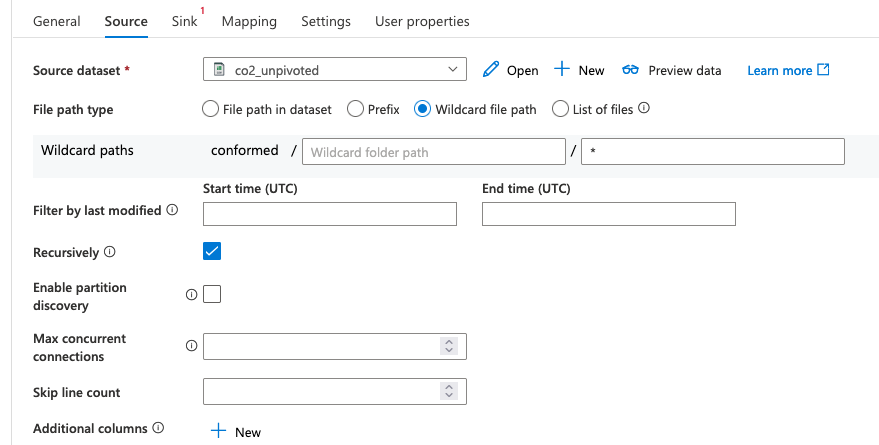 General Source Sink 1 Mapping Settings User properties
Source dataset * co2_unpivoted Open New Preview data Learn more
File path type File path in dataset Prefix Wildcard file path List of files
Wildcard paths conformed / Wildcard folder path / *
Start time (UTC) End time (UTC)
Filter by last modified
Recursively
Enable partition
discovery
Max concurrent
connections
Skip line count
Additional columns New